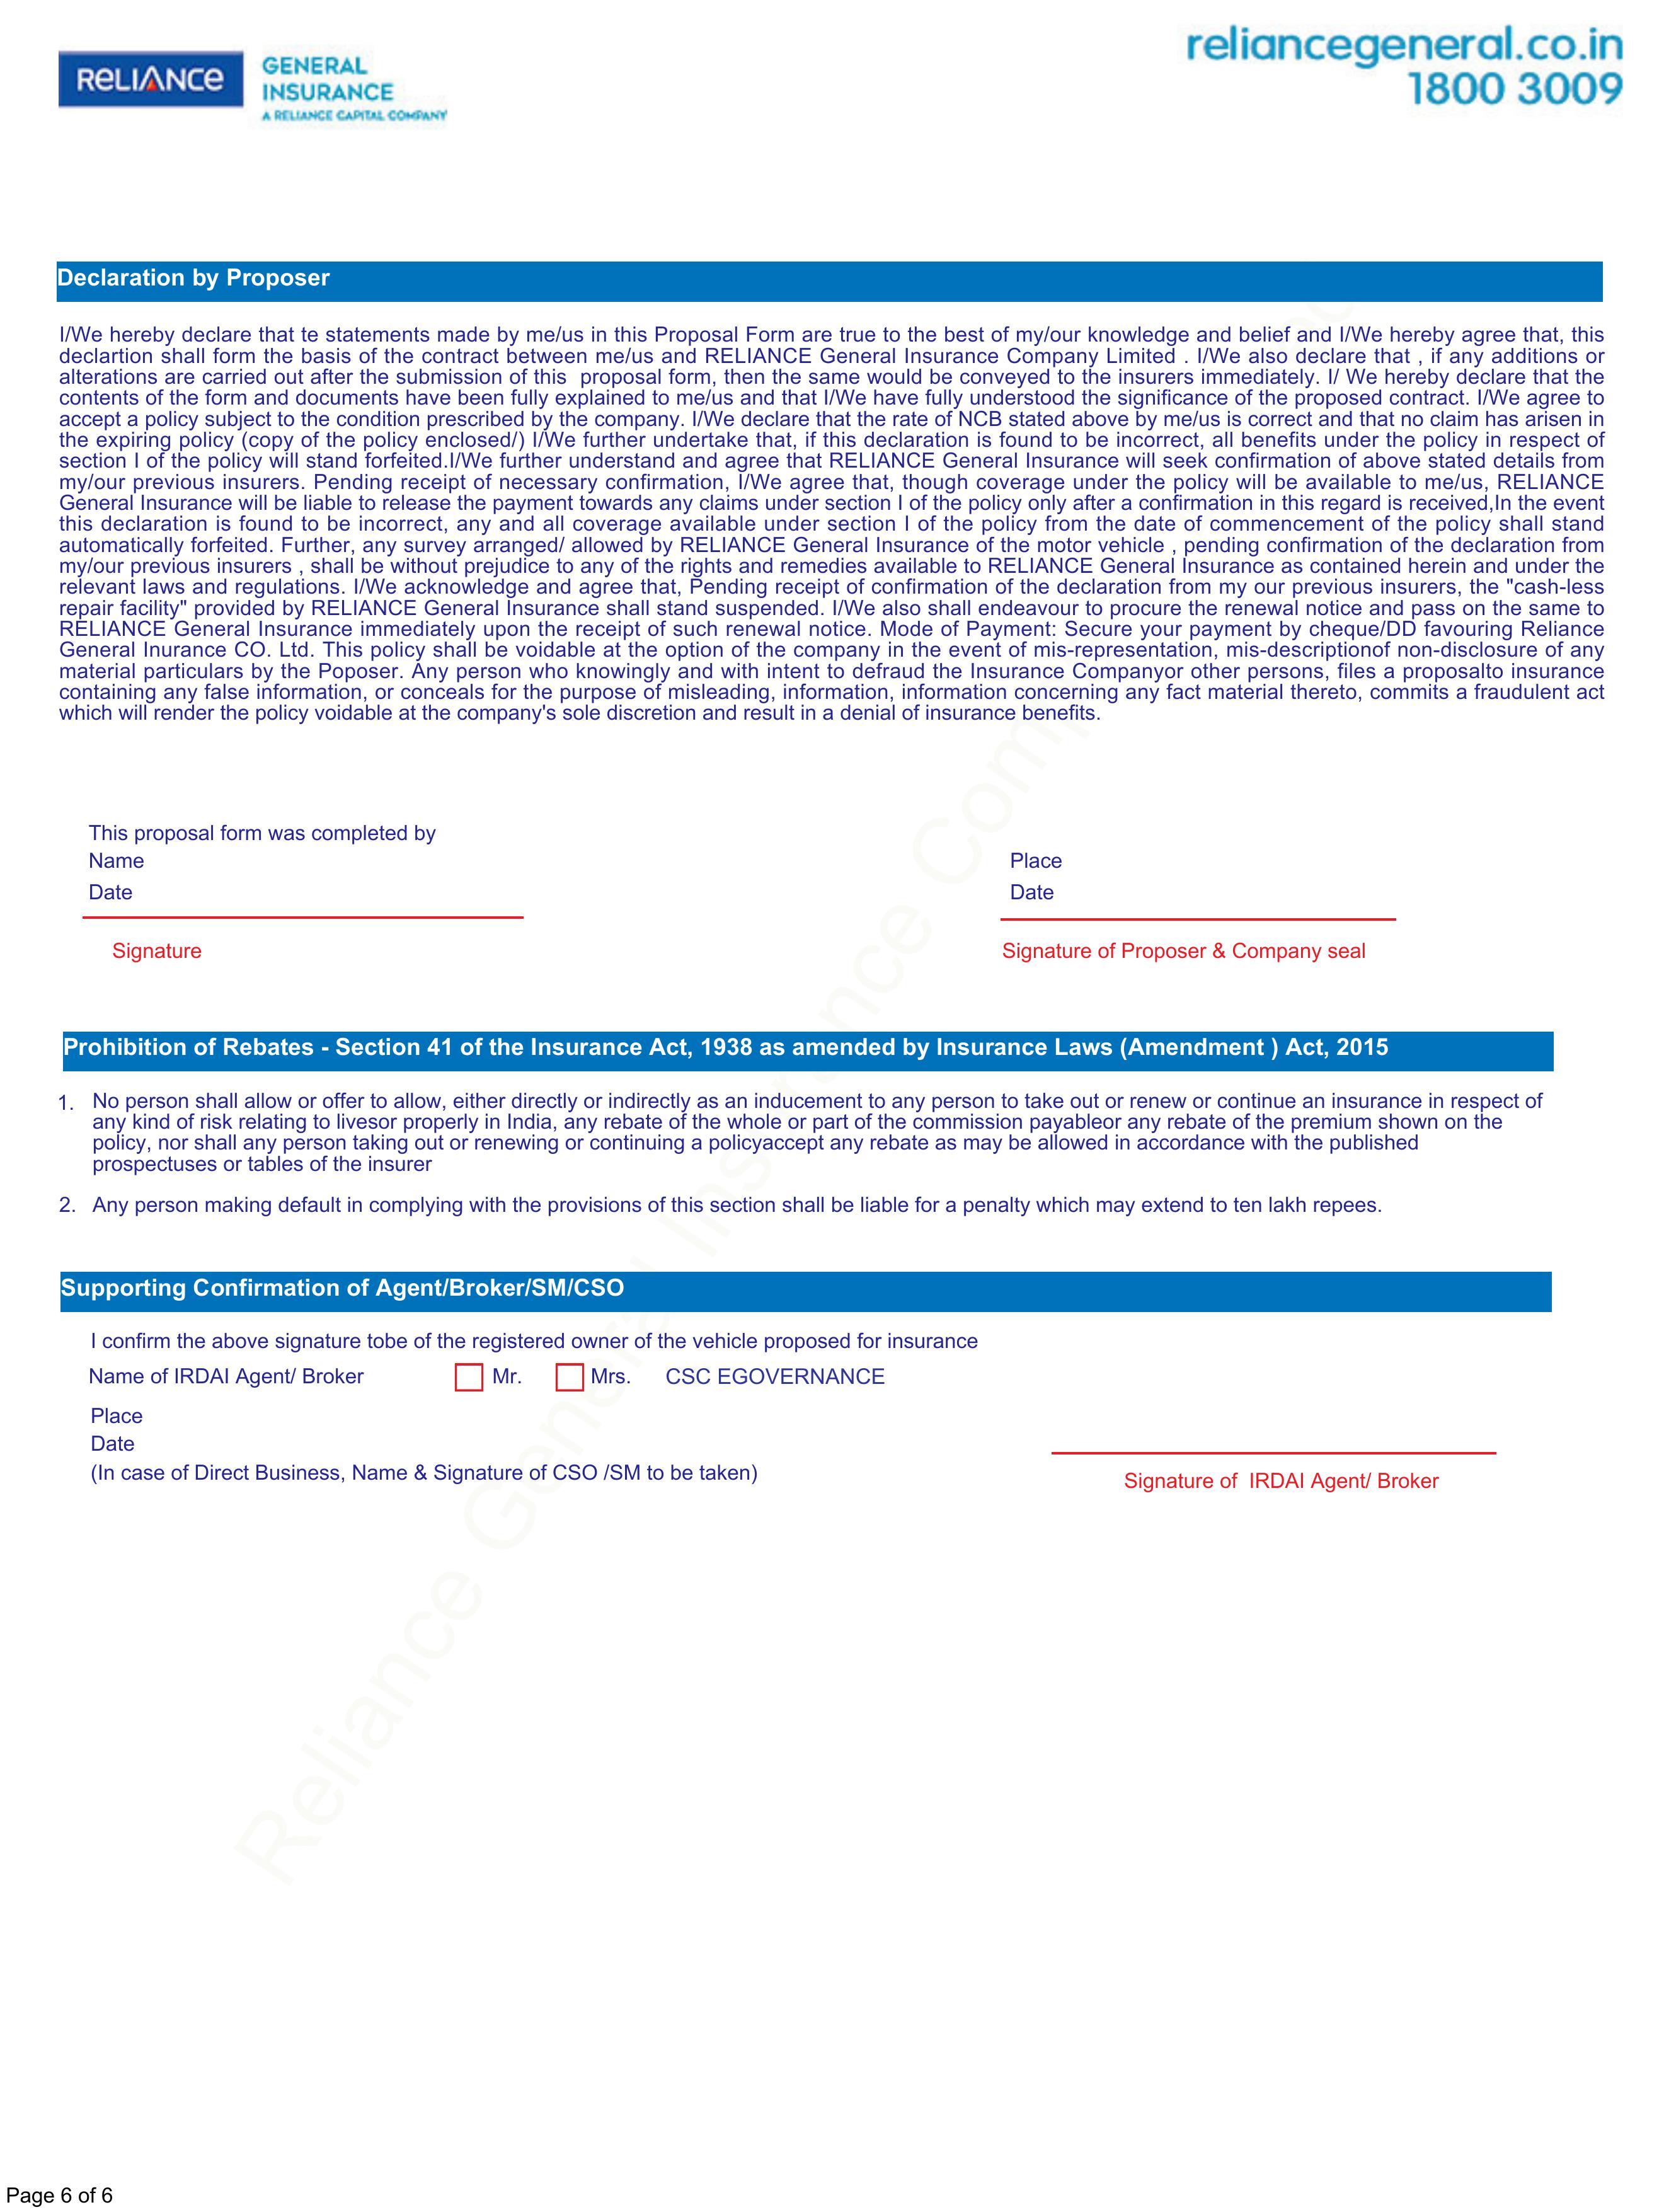 RELIANCE
GENERAL
INSURANCE
A RELIANCE CAPITAL COMPANY
reliancegeneral.co.in
1800 3009
Declaration by Proposer
I/We hereby declare that te statements made by me/us in this Proposal Form are true to the best of my/our knowledge and belief and I/We hereby agree that, this
declartion shall form the basis of the contract between me/us and RELIANCE General Insurance Company Limited . I/We also declare that , if any additions or
alterations are carried out after the submission of this proposal form, then the same would be conveyed to the insurers immediately. I/ We hereby declare that the
contents of the form and documents have been fully explained to me/us and that I/We have fully understood the significance of the proposed contract. I/We agree to
accept a policy subject to the condition prescribed by the company. I/We declare that the rate of NCB stated above by me/us is correct and that no claim has arisen in
the expiring policy (copy of the policy enclosed/) I/We further undertake that, if this declaration is found to be incorrect, all benefits under the policy in respect of
section I of the policy will stand forfeited.I/We further understand and agree that RELIANCE General Insurance will seek confirmation of above stated details from
my/our previous insurers. Pending receipt of necessary confirmation, I/We agree that, though coverage under the policy will be available to me/us, RELIANCE
General Insurance will be liable to release the payment towards any claims under section I of the policy only after a confirmation in this regard is received,In the event
this declaration is found to be incorrect, any and all coverage available under section I of the policy from the date of commencement of the policy shall stand
automatically forfeited. Further, any survey arranged/ allowed by RELIANCE General Insurance of the motor vehicle , pending confirmation of the declaration from
my/our previous insurers , shall be without prejudice to any of the rights and remedies available to RELIANCE General Insurance as contained herein and under the
relevant laws and regulations. I/We acknowledge and agree that, Pending receipt of confirmation of the declaration from my our previous insurers, the "cash-less
repair facility" provided by RELIANCE General Insurance shall stand suspended. I/We also shall endeavour to procure the renewal notice and pass on the same to
RELIANCE General Insurance immediately upon the receipt of such renewal notice. Mode of Payment: Secure your payment by cheque/DD favouring Reliance
General Inurance CO. Ltd. This policy shall be voidable at the option of the company in the event of mis-representation, mis-descriptionof non-disclosure of any
material particulars by the Poposer. Any person who knowingly and with intent to defraud the Insurance Companyor other persons, files a proposalto insurance
containing any false information, or conceals for the purpose of misleading, information, information concerning any fact material thereto, commits a fraudulent act
which will render the policy voidable at the company's sole discretion and result in a denial of insurance benefits.
This proposal form was completed by
Name Place
Date Date
Signature Signature of Proposer & Company seal
Prohibition of Rebates - Section 41 of the Insurance Act, 1938 as amended by Insurance Laws (Amendment ) Act, 2015
1. No person shall allow or offer to allow, either directly or indirectly as an inducement to any person to take out or renew or continue an insurance in respect of
any kind of risk relating to livesor properly in India, any rebate of the whole or part of the commission payableor any rebate of the premium shown on the
policy, nor shall any person taking out or renewing or continuing a policyaccept any rebate as may be allowed in accordance with the published
prospectuses or tables of the insurer
2. Any person making default in complying with the provisions of this section shall be liable for a penalty which may extend to ten lakh repees.
Supporting Confirmation of Agent/Broker/SM/CSO
I confirm the above signature tobe of the registered owner of the vehicle proposed for insurance
Name of IRDAI Agent/ Broker Mr. Mrs. CSC EGOVERNANCE
Place
Date
(In case of Direct Business, Name & Signature of CSO /SM to be taken)
Signature of IRDAI Agent/ Broker
Reliance General Insurance Comp
Page 6 of 6